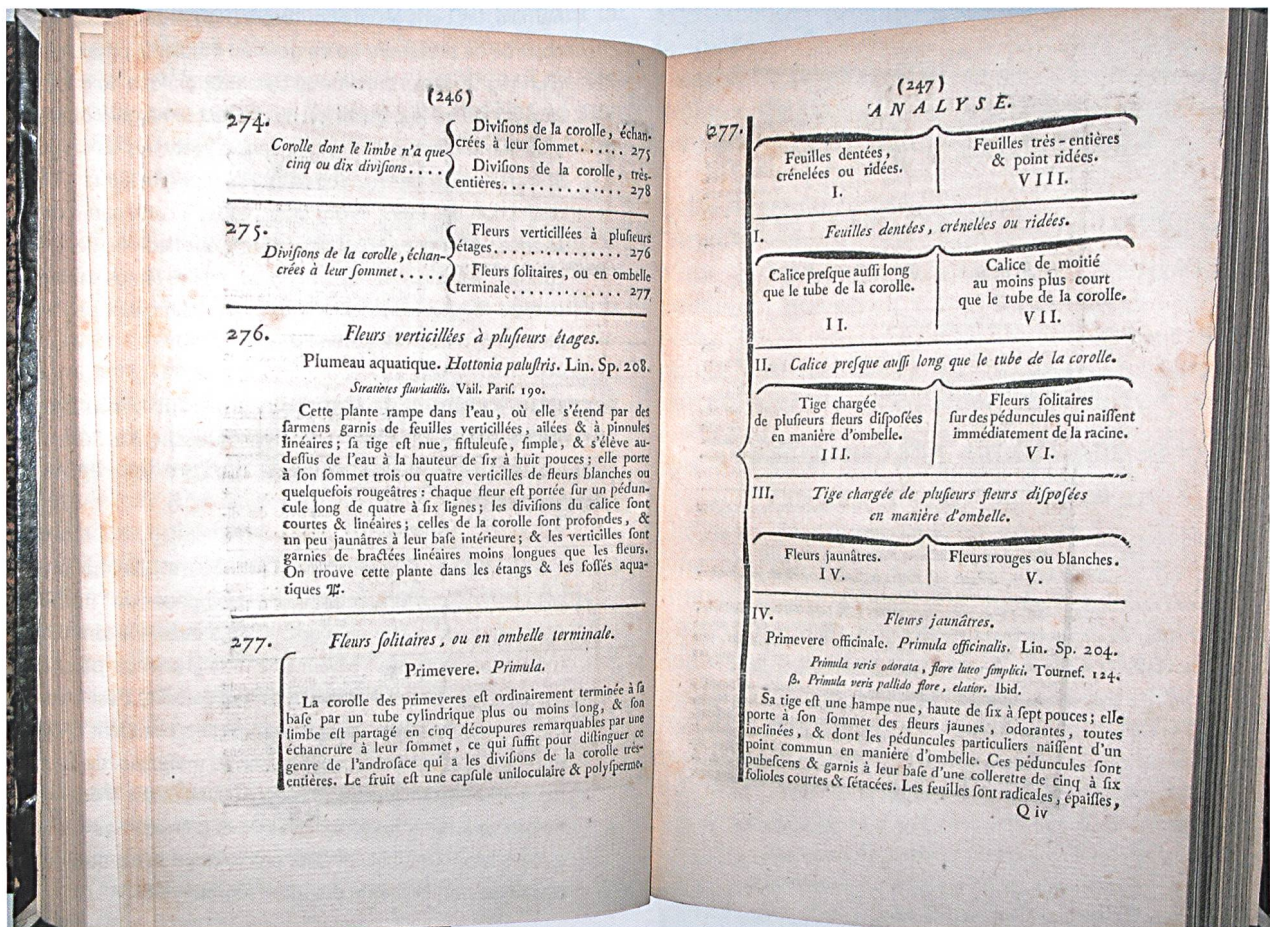 (246)
274.
Corolle dont le limbe n'a que
cinq ou dix diviſions....
Diviſions de la corolle, échan-
crées à leur ſommet...... 275
Diviſions de la corolle, très-
entières.............. 278
275.
Diviſions de la corolle, échan-
crées à leur ſommet.....
Fleurs verticillées à pluſieurs
étages.............. 276
Fleurs ſolitaires, ou en ombelle
terminale............. 277
276. Fleurs verticillées à pluſieurs étages.
Plumeau aquatique. Hottonia paluſtris. Lin. Sp. 208.
Stratiotes fluviatilis. Vail. Pariſ. 190.
Cette plante rampe dans l'eau, où elle s'étend par des
ſarmens garnis de feuilles verticillées, ailées & à pinnules
linéaires; ſa tige eſt nue, fiſtuleuſe, ſimple, & s'élève au-
deſſus de l'eau à la hauteur de ſix à huit pouces; elle porte
à ſon ſommet trois ou quatre verticilles de fleurs blanches ou
quelquefois rougeâtres : chaque fleur eſt portée ſur un pédun-
cule long de quatre à ſix lignes; les diviſions du calice ſont
courtes & linéaires; celles de la corolle ſont profondes, &
un peu jaunâtres à leur baſe intérieure; & les verticilles ſont
garnies de bractées linéaires moins longues que les fleurs.
On trouve cette plante dans les étangs & les foſſés aqua-
tiques ♃.
277. Fleurs ſolitaires, ou en ombelle terminale.
Primevere. Primula.
La corolle des primeveres eſt ordinairement terminée à ſa
baſe par un tube cylindrique plus ou moins long, & ſon
limbe eſt partagé en cinq découpures remarquables par une
échancrure à leur ſommet, ce qui ſuffit pour diſtinguer ce
genre de l'androſace qui a les diviſions de la corolle très-
entières. Le fruit eſt une capſule uniloculaire & polyſperme.
(247)
ANALYSE.
277.
Feuilles dentées,
crénelées ou ridées.
I.
Feuilles très-entières
& point ridées.
VIII.
I. Feuilles dentées, crénelées ou ridées.
Calice preſque auſſi long
que le tube de la corolle.
II.
Calice de moitié
au moins plus court
que le tube de la corolle.
VII.
II. Calice preſque auſſi long que le tube de la corolle.
Tige chargée
de pluſieurs fleurs diſpoſées
en manière d'ombelle.
III.
Fleurs ſolitaires
ſur des péduncules qui naiſſent
immédiatement de la racine.
VI.
III. Tige chargée de pluſieurs fleurs diſpoſées
en manière d'ombelle.
Fleurs jaunâtres.
IV.
Fleurs rouges ou blanches.
V.
IV. Fleurs jaunâtres.
Primevere officinale. Primula officinalis. Lin. Sp. 204.
Primula veris odorata, flore luteo ſimplici. Tournef. 124.
β. Primula veris pallido flore, elatior. Ibid.
Sa tige eſt une hampe nue, haute de ſix à ſept pouces; elle
porte à ſon ſommet des fleurs jaunes, odorantes, toutes
inclinées, & dont les péduncules particuliers naiſſent d'un
point commun en manière d'ombelle. Ces péduncules ſont
pubeſcens & garnis à leur baſe d'une collerette de cinq à ſix
folioles courtes & ſétacées. Les feuilles ſont radicales, épaiſſes,
Q iv